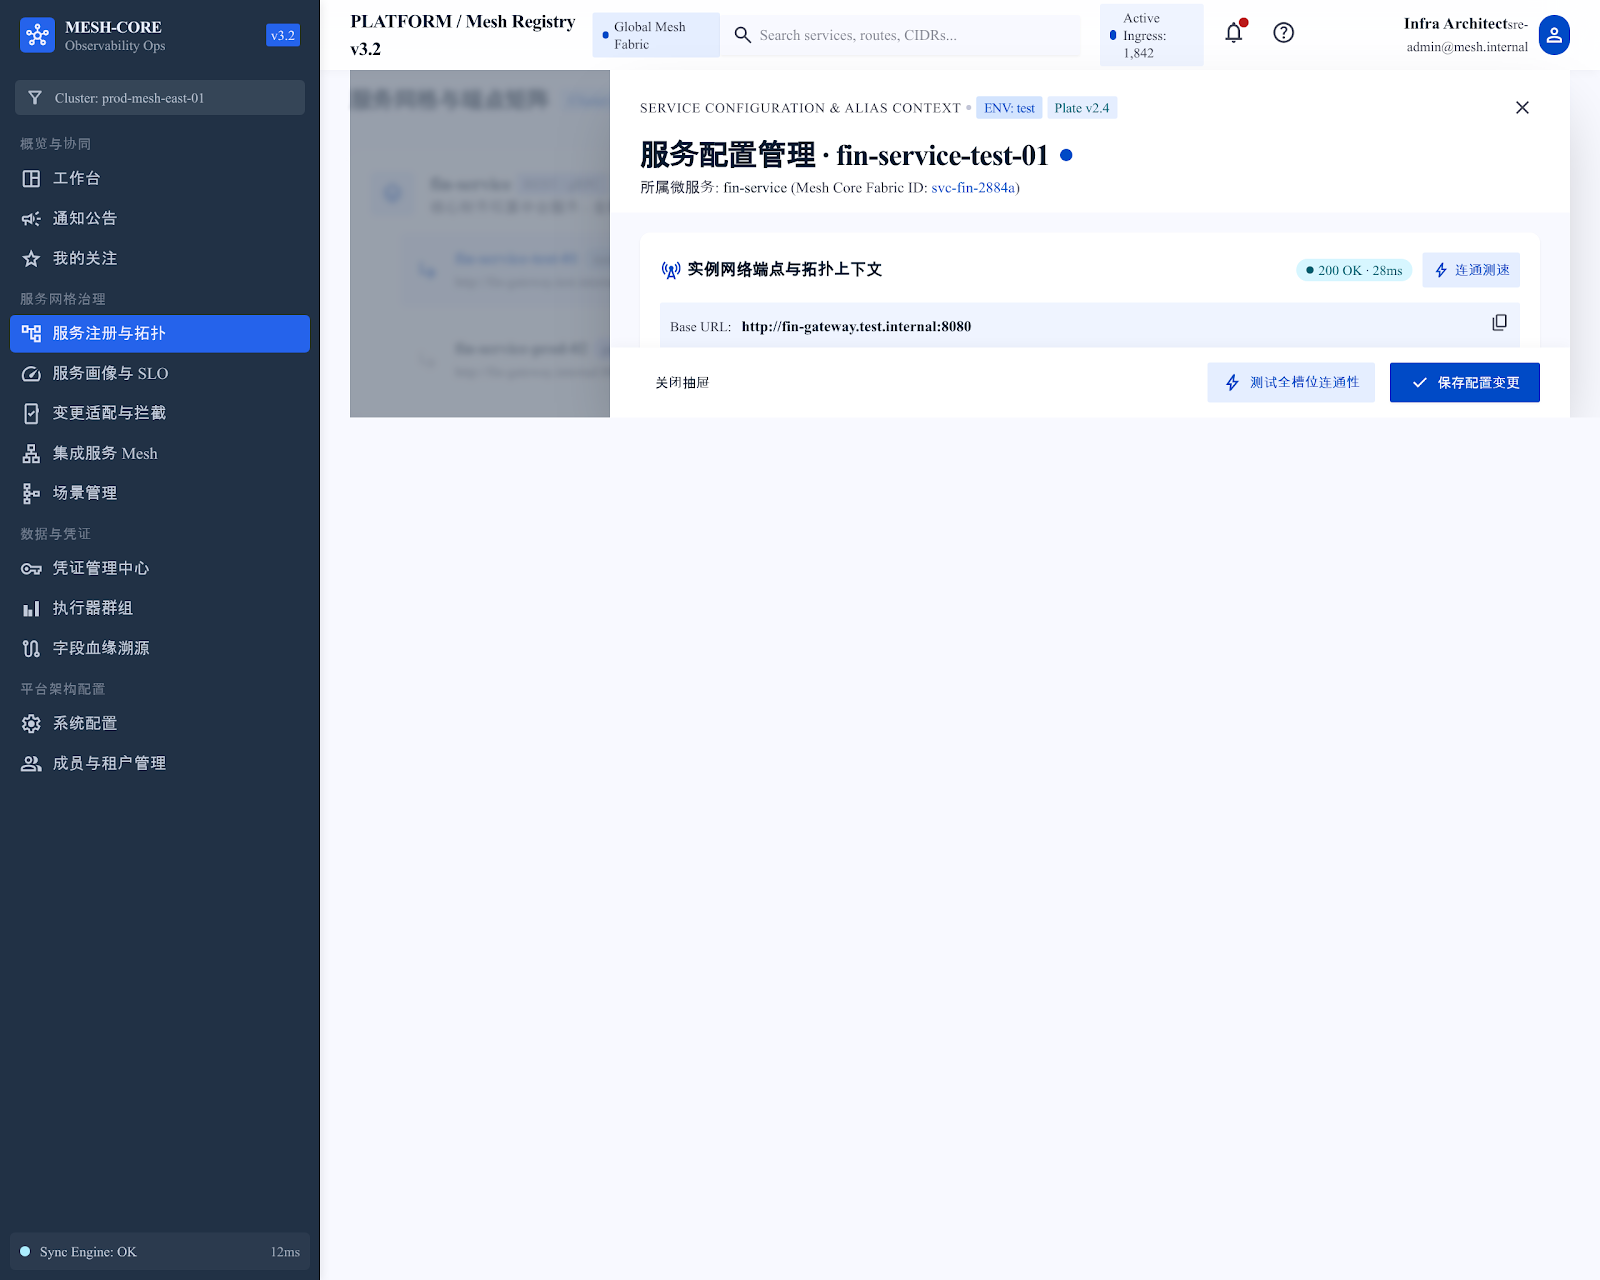 MESH-CORE
Observability Ops
v3.2
Cluster: prod-mesh-east-01
概览与协同
工作台
通知公告
我的关注
服务网格治理
服务注册与拓扑
服务画像与 SLO
变更适配与拦截
集成服务 Mesh
场景管理
数据与凭证
凭证管理中心
执行器群组
字段血缘溯源
平台架构配置
系统配置
成员与租户管理
Sync Engine: OK
12ms
PLATFORM / Mesh Registry
v3.2
Global Mesh
Fabric
Search services, routes, CIDRs...
Active
Ingress:
1,842
Infra Architectsre-
admin@mesh.internal
服务网格与端点矩阵
SERVICE CONFIGURATION & ALIAS CONTEXT
ENV: test
Plate v2.4
服务配置管理 · fin-service-test-01
所属微服务: fin-service (Mesh Core Fabric ID: svc-fin-2884a)
实例网络端点与拓扑上下文
200 OK · 28ms
连通测速
Base URL: http://fin-gateway.test.internal:8080
关闭抽屉
测试全槽位连通性
保存配置变更